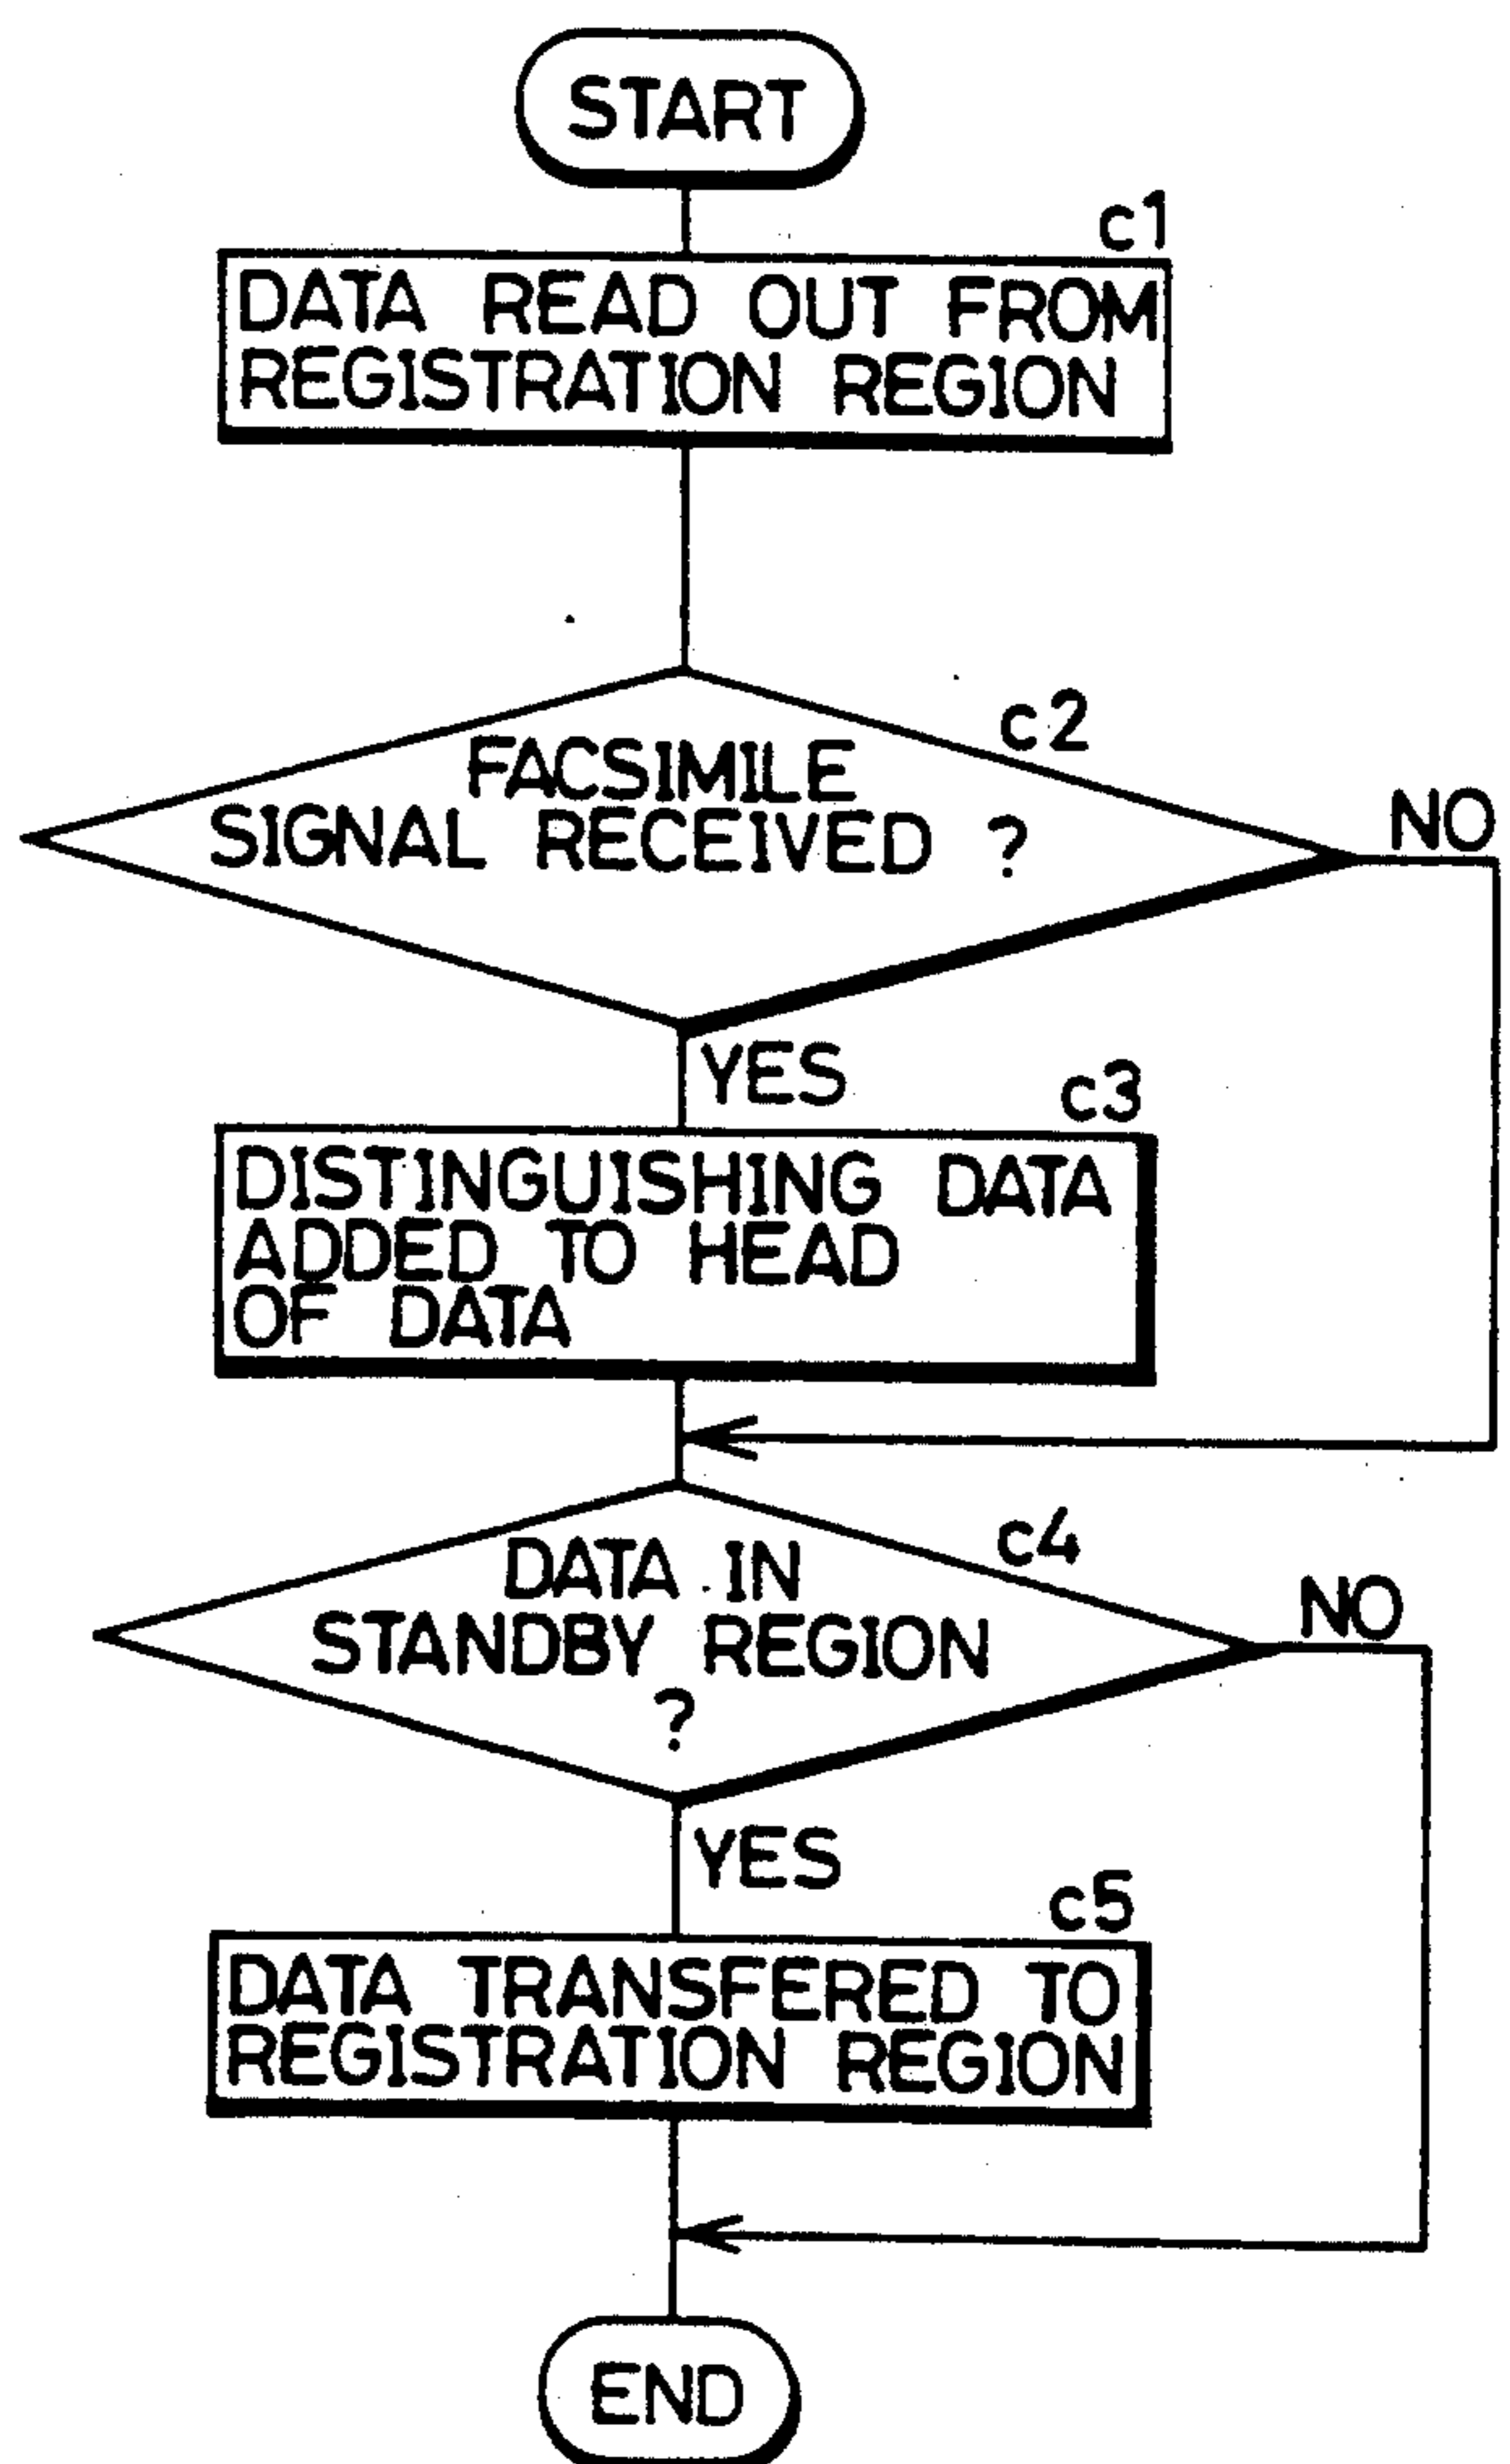 START
c1
DATA READ OUT FROM
REGISTRATION REGION
c2
FACSIMILE
SIGNAL RECEIVED ?
NO
YES
c3
DISTINGUISHING DATA
ADDED TO HEAD
OF DATA
c4
DATA IN
STANDBY REGION
?
NO
YES
c5
DATA TRANSFERED TO
REGISTRATION REGION
END